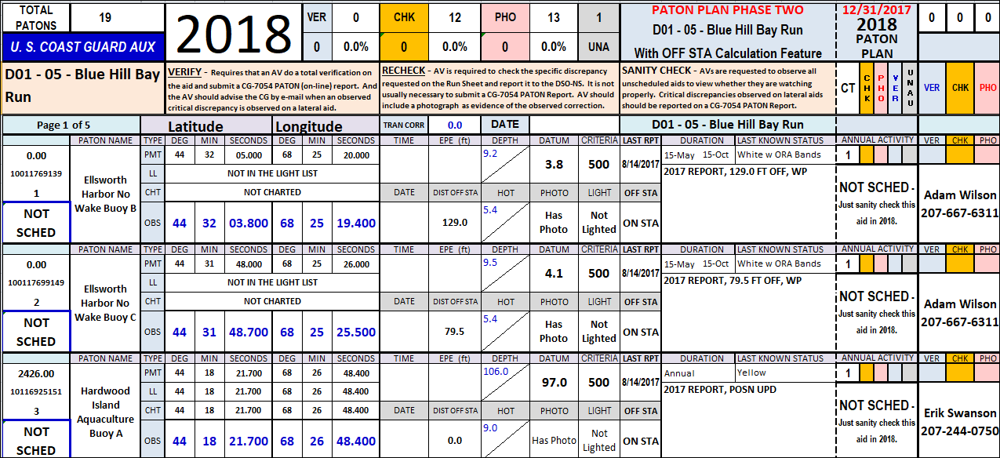 TOTAL PATONS 19 2018 VER 0 CHK 12 PHO 13 1 PATON PLAN PHASE TWO 12/31/2017 0 0 0
U. S. COAST GUARD AUX 0 0.0% 0 0.0% 0 0.0% UNA D01 - 05 - Blue Hill Bay Run 2018 PATON PLAN
With OFF STA Calculation Feature
D01 - 05 - Blue Hill Bay Run
VERIFY - Requires that an AV do a total verification on
the aid and submit a CG-7054 PATON (on-line) report. And
the AV should advise the CG by e-mail when an observed
critical discrepancy is observed on a lateral aid.
RECHECK - AV is required to check the specific discrepancy
requested on the Run Sheet and report it to the DSO-NS. It is not
usually necessary to submit a CG-7054 PATON Report. AV should
include a photograph as evidence of the observed correction.
SANITY CHECK - AVs are requested to observe all
unscheduled aids to view whether they are watching
properly. Critical discrepancies observed on lateral aids
should be reported on a CG-7054 PATON Report.
CT CHK PHO VER UNAU VER CHK PHO
Page 1 of 5 Latitude Longitude TRAN CORR 0.0 DATE D01 - 05 - Blue Hill Bay Run
PATON NAME TYPE DEG MIN SECONDS DEG MIN SECONDS TIME EPE (ft) DEPTH DATUM CRITERIA LAST RPT DURATION LAST KNOWN STATUS ANNUAL ACTIVITY VER CHK PHO
0.00 PMT 44 32 05.000 68 25 20.000 9.2 3.8 500 8/14/2017 15-May 15-Oct White w ORA Bands 1
10011769139 Ellsworth Harbor No Wake Buoy B LL NOT IN THE LIGHT LIST 2017 REPORT, 129.0 FT OFF, WP
1 CHT NOT CHARTED DATE DIST OFF STA HOT PHOTO LIGHT OFF STA NOT SCHED - Just sanity check this aid in 2018. Adam Wilson 207-667-6311
NOT SCHED OBS 44 32 03.800 68 25 19.400 129.0 5.4 Has Photo Not Lighted ON STA
PATON NAME TYPE DEG MIN SECONDS DEG MIN SECONDS TIME EPE (ft) DEPTH DATUM CRITERIA LAST RPT DURATION LAST KNOWN STATUS ANNUAL ACTIVITY VER CHK PHO
0.00 PMT 44 31 48.000 68 25 26.000 9.5 4.1 500 8/14/2017 15-May 15-Oct White w ORA Bands 1
100117699149 Ellsworth Harbor No Wake Buoy C LL NOT IN THE LIGHT LIST 2017 REPORT, 79.5 FT OFF, WP
2 CHT NOT CHARTED DATE DIST OFF STA HOT PHOTO LIGHT OFF STA NOT SCHED - Just sanity check this aid in 2018. Adam Wilson 207-667-6311
NOT SCHED OBS 44 31 48.700 68 25 25.500 79.5 5.4 Has Photo Not Lighted ON STA
PATON NAME TYPE DEG MIN SECONDS DEG MIN SECONDS TIME EPE (ft) DEPTH DATUM CRITERIA LAST RPT DURATION LAST KNOWN STATUS ANNUAL ACTIVITY VER CHK PHO
2426.00 PMT 44 18 21.700 68 26 48.400 106.0 97.0 500 8/14/2017 Annual Yellow 1
10116925151 Hardwood Island Aquaculture Buoy A LL 44 18 21.700 68 26 48.400 2017 REPORT, POSN UPD
3 CHT 44 18 21.700 68 26 48.400 DATE DIST OFF STA HOT PHOTO LIGHT OFF STA NOT SCHED - Just sanity check this aid in 2018. Erik Swanson 207-244-0750
NOT SCHED OBS 44 18 21.700 68 26 48.400 0.0 9.0 Has Photo Not Lighted ON STA